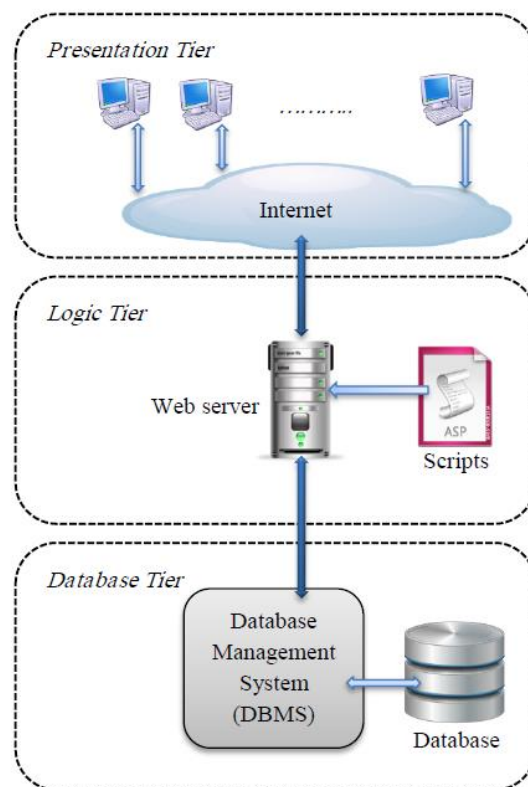 Presentation Tier
...........
Internet
Logic Tier
Web server
ASP
Scripts
Database Tier
Database
Management
System
(DBMS)
Database